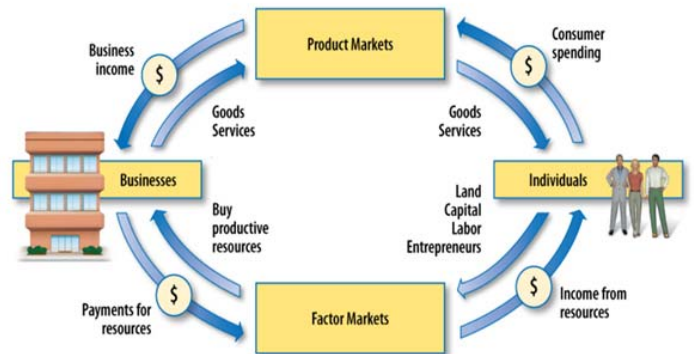 Product Markets
Business
income
$
Consumer
spending
$
Goods
Services
Goods
Services
Businesses
Individuals
Buy
productive
resources
Land
Capital
Labor
Entrepreneurs
Payments for
resources
$
Factor Markets
$
Income from
resources